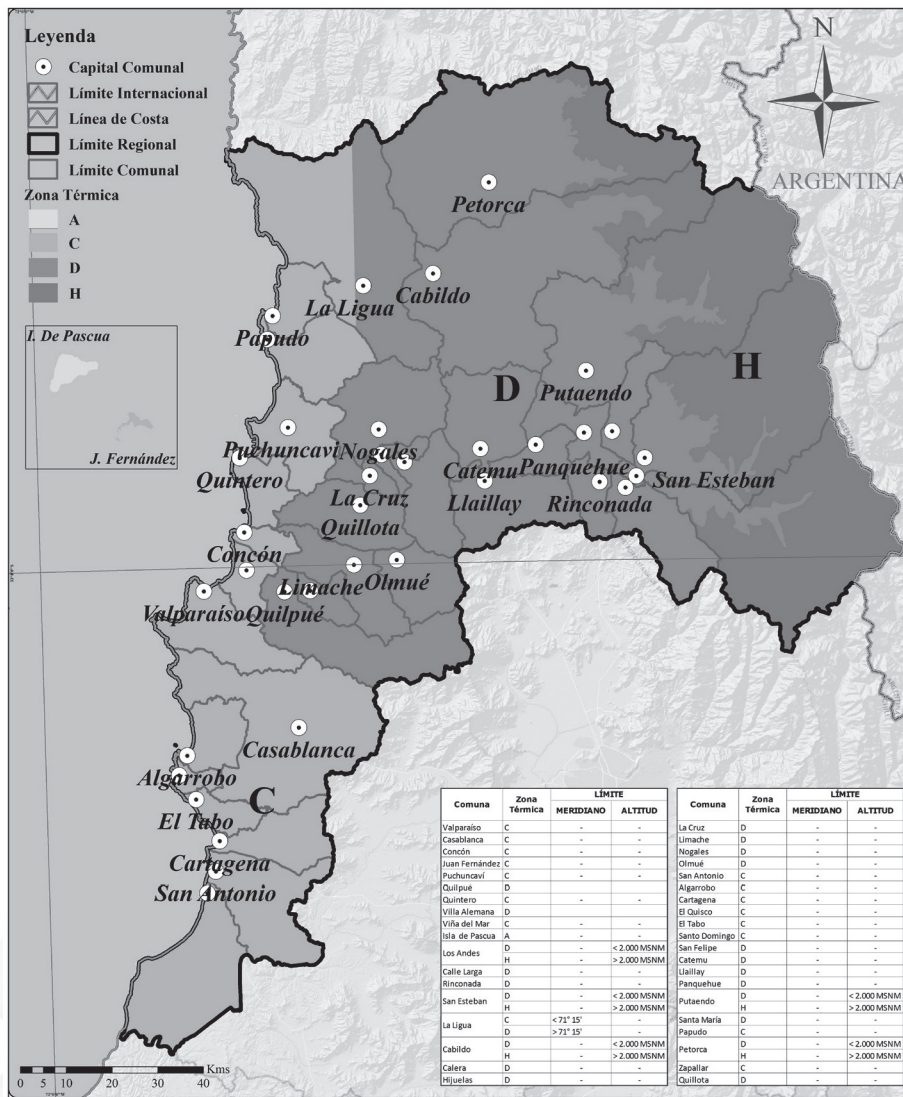 Leyenda
Capital Comunal
Límite Internacional
Línea de Costa
Límite Regional
Límite Comunal
Zona Térmica
A
C
D
H
N
ARGENTINA
I. De Pascua
J. Fernández
Petorca
Cabildo
La Ligua
Papudo
H
D
Putaendo
Puchuncavi
Nogales
Catemu
Panquehue
San Esteban
Quintero
La Cruz
Llaillay
Rinconada
Quillota
Concón
Limache
Olmué
Valparaíso
Quilpué
Casablanca
Algarrobo
C
El Tabo
Cartagena
San Antonio
Kms
0 5 10 20 30 40
Comuna Zona Térmica LÍMITE
MERIDIANO ALTITUD
Valparaíso C - -
Casablanca C - -
Concón C - -
Juan Fernández C - -
Puchuncaví C - -
Quilpué D
Quintero C - -
Villa Alemana D
Viña del Mar C - -
Isla de Pascua A - -
Los Andes D - < 2.000 MSNM
H - > 2.000 MSNM
Calle Larga D - -
Rinconada D - -
San Esteban D - < 2.000 MSNM
H - > 2.000 MSNM
La Ligua C < 71° 15' -
D > 71° 15' -
Cabildo D - < 2.000 MSNM
H - > 2.000 MSNM
Calera D - -
Hijuelas D - -
Comuna Zona Térmica LÍMITE
MERIDIANO ALTITUD
La Cruz D - -
Limache D - -
Nogales D - -
Olmué D - -
San Antonio C - -
Algarrobo C - -
Cartagena C - -
El Quisco C - -
El Tabo C - -
Santo Domingo C - -
San Felipe D - -
Catemu D - -
Llaillay D - -
Panquehue D - -
Putaendo D - < 2.000 MSNM
H - > 2.000 MSNM
Santa María D - -
Papudo C - -
Petorca D - < 2.000 MSNM
H - > 2.000 MSNM
Zapallar C - -
Quillota D - -